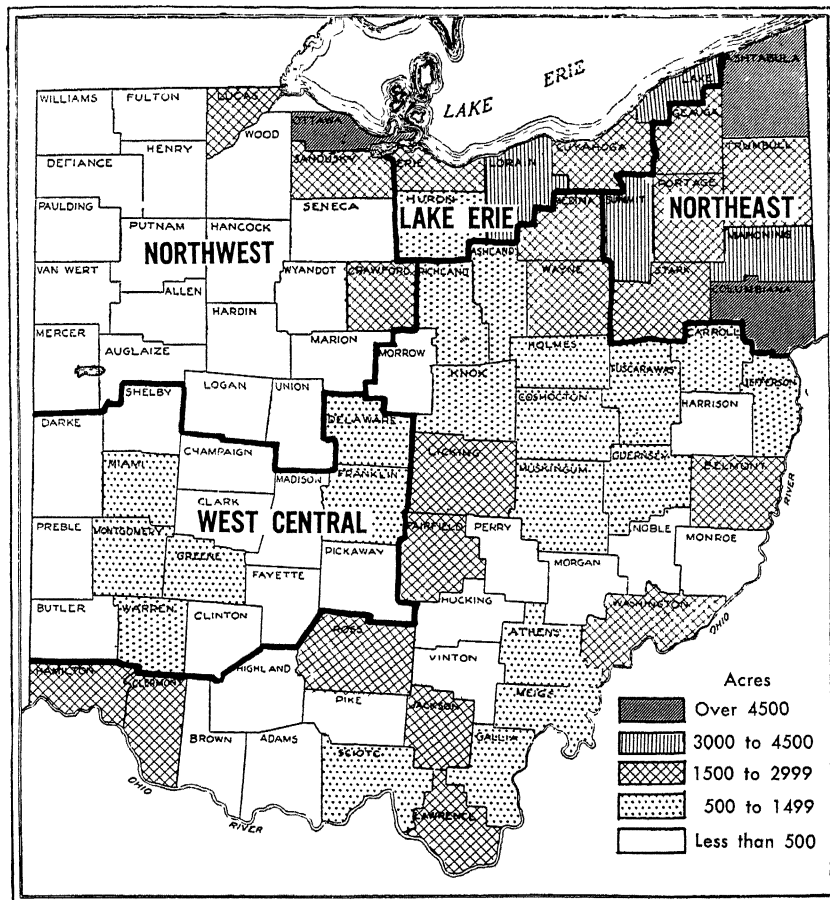 LAKE ERIE
ASHTABULA
LAKE
WILLIAMS
FULTON
LUCAS
WOOD
OTTAWA
GEAUGA
CUYAHOGA
HENRY
DEFIANCE
SANDUSKY
ERIE
LORAIN
TRUMBULL
PAULDING
SENECA
HURON
MEDINA
SUMMIT
PORTAGE
PUTNAM
HANCOCK
LAKE ERIE
NORTHEAST
NORTHWEST
MAHONING
VAN WERT
WYANDOT
CRAWFORD
RICHLAND
ASHLAND
WAYNE
STARK
ALLEN
COLUMBIANA
HARDIN
MERCER
MARION
MORROW
HOLMES
CARROLL
AUGLAIZE
TUSCARAWAS
JEFFERSON
LOGAN
UNION
KNOX
SHELBY
COSHOCTON
HARRISON
DARKE
DELAWARE
CHAMPAIGN
LICKING
GUERNSEY
MIAMI
FRANKLIN
MUSKINGUM
BELMONT
MADISON
CLARK
WEST CENTRAL
RIVER
PREBLE
MONTGOMERY
FAIRFIELD
PERRY
NOBLE
MONROE
GREENE
PICKAWAY
MORGAN
FAYETTE
BUTLER
WARREN
CLINTON
HOCKING
WASHINGTON
ROSS
ATHENS
OHIO
HAMILTON
CLERMONT
HIGHLAND
VINTON
PIKE
MEIGS
JACKSON
BROWN
ADAMS
SCIOTO
GALLIA
OHIO
RIVER
LAWRENCE
Acres
Over 4500
3000 to 4500
1500 to 2999
500 to 1499
Less than 500